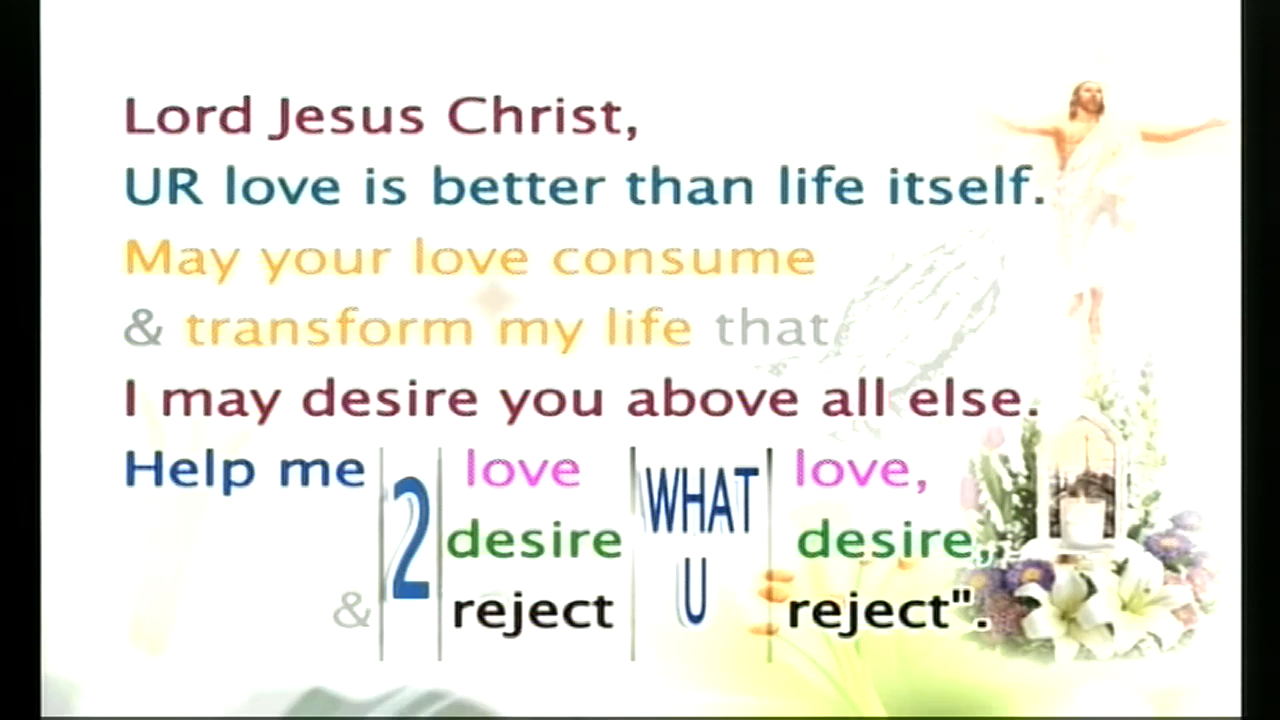 Lord Jesus Christ,
UR love is better than life itself.
May your love consume
& transform my life that
I may desire you above all else.
Help me 2 love WHAT U love,
desire desire,
& reject reject".